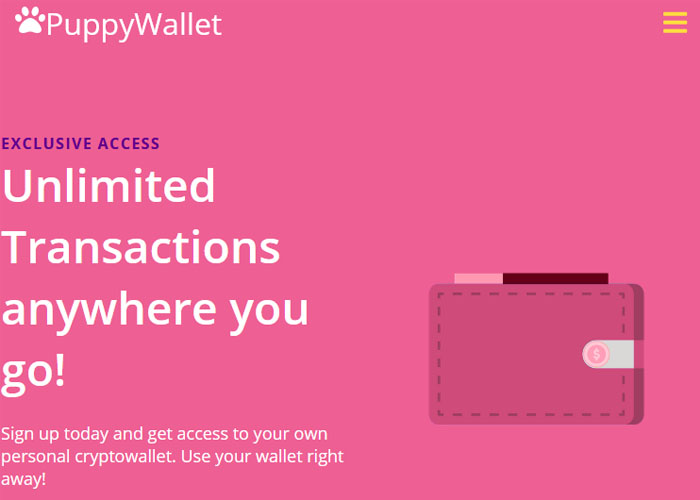 PuppyWallet
EXCLUSIVE ACCESS
Unlimited
Transactions
anywhere you
go!
Sign up today and get access to your own
personal cryptowallet. Use your wallet right
away!
$